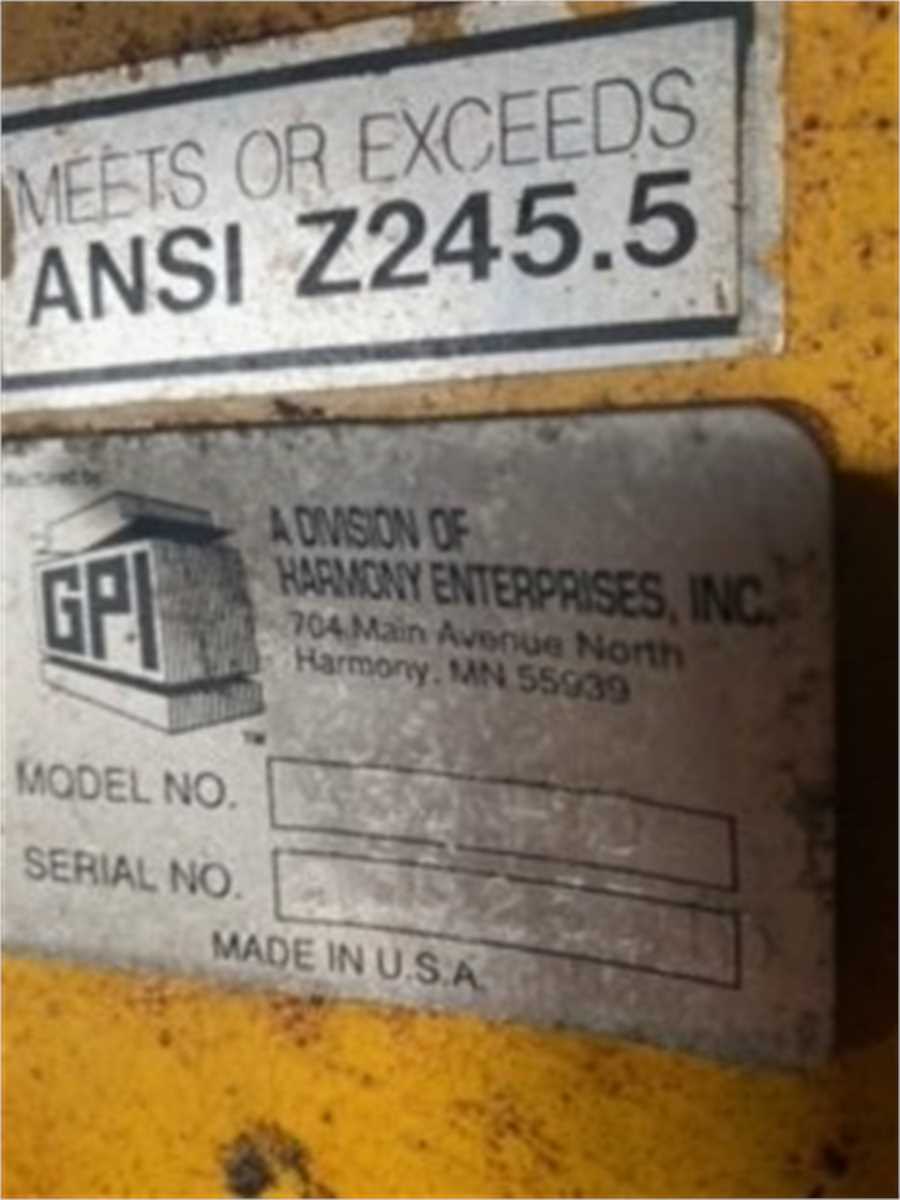 MEETS OR EXCEEDS
ANSI Z245.5
GPI
A DIVISION OF
HARMONY ENTERPRISES, INC.
704 Main Avenue North
Harmony, MN 55939
TM
MODEL NO.
SERIAL NO.
MADE IN U.S.A.